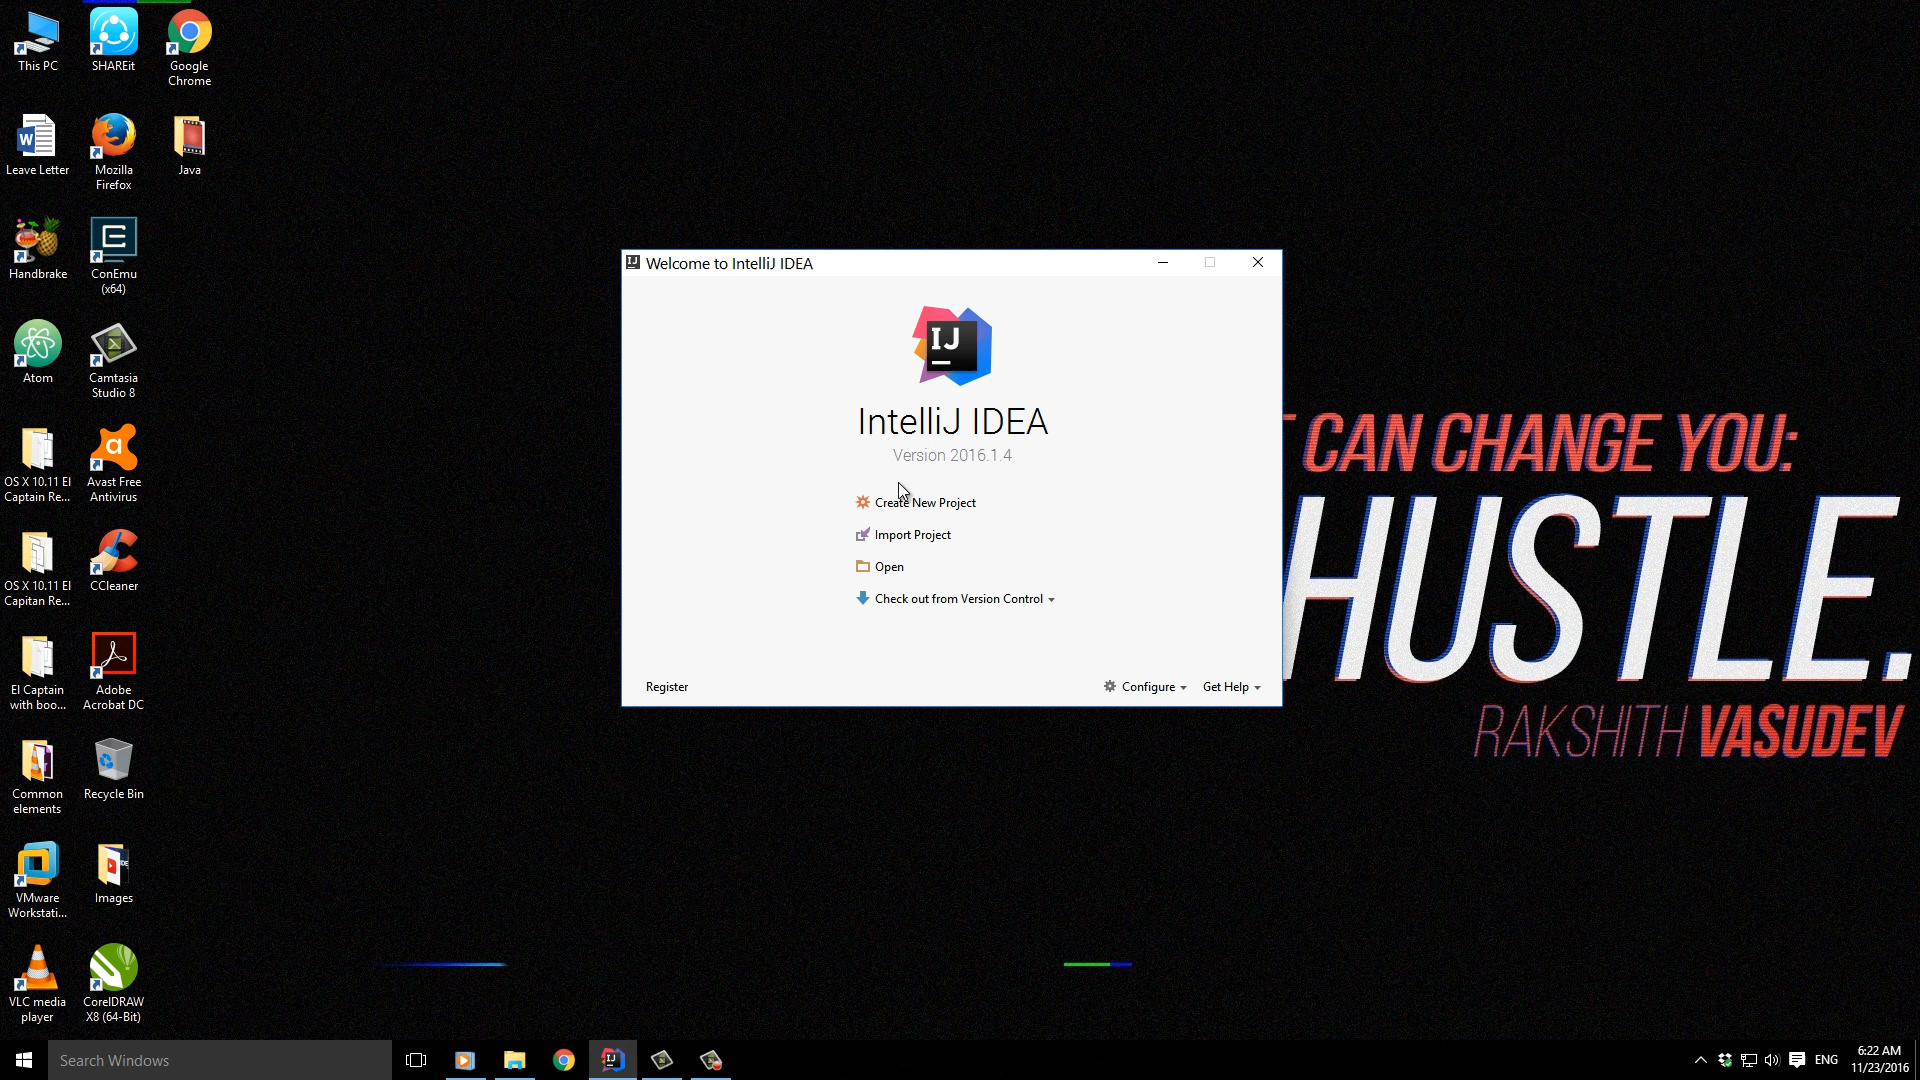 This PC
SHAREit
Google
Chrome
Leave Letter
Mozilla
Firefox
Java
Handbrake
ConEmu
(x64)
Atom
Camtasia
Studio 8
OS X 10.11 El
Captain Re...
Avast Free
Antivirus
OS X 10.11 El
Capitan Re...
CCleaner
El Captain
with boo...
Adobe
Acrobat DC
Common
elements
Recycle Bin
VMware
Workstati...
Images
VLC media
player
CorelDRAW
X8 (64-Bit)
Welcome to IntelliJ IDEA
IJ
IntelliJ IDEA
Version 2016.1.4
Create New Project
Import Project
Open
Check out from Version Control
Register
Configure
Get Help
CAN CHANGE YOU:
HUSTLE.
RAKSHITH VASUDEV
Search Windows
ENG
6:22 AM
11/23/2016